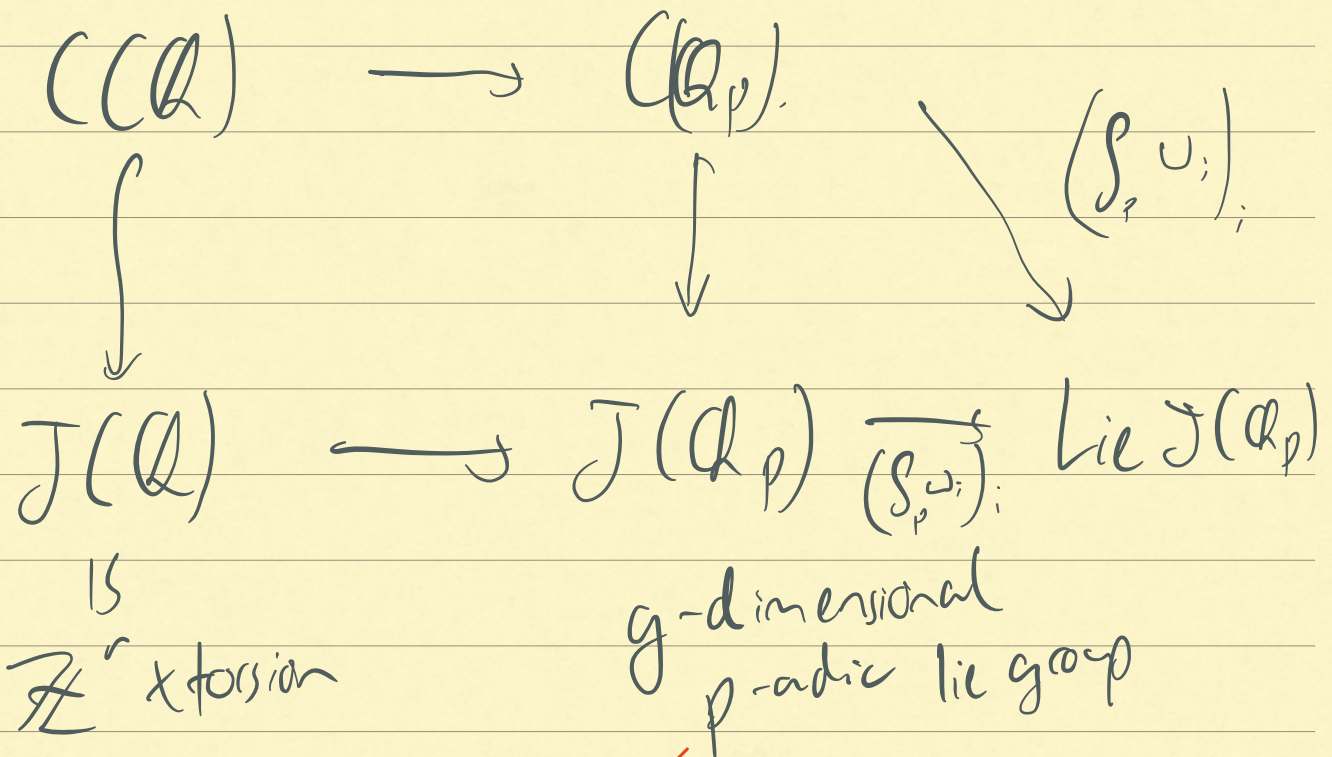 C(ℚ) ⟶ C(ℚ_p). (∫_p ω_i)_i
J(ℚ) ⟶ J(ℚ_p) ⟶ Lie J(ℚ_p)
(∫_p ω_i)_i
IS
ℤ^r × torsion
g-dimensional
p-adic lie group